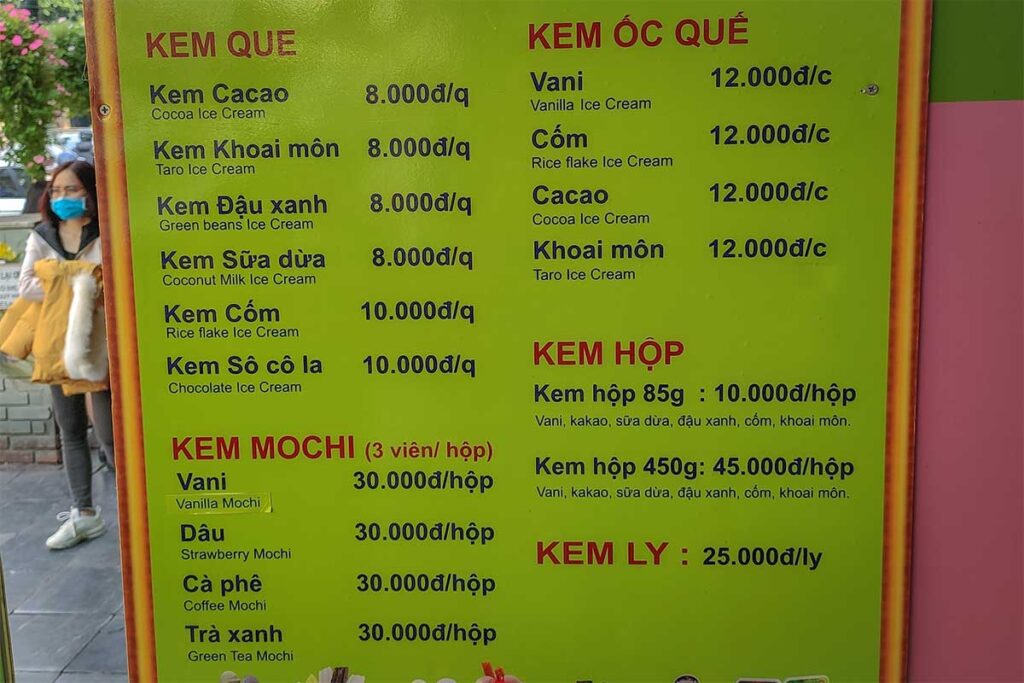 KEM QUE
Kem Cacao 8.000đ/q
Cocoa Ice Cream
Kem Khoai môn 8.000đ/q
Taro Ice Cream
Kem Đậu xanh 8.000đ/q
Green beans Ice Cream
Kem Sữa dừa 8.000đ/q
Coconut Milk Ice Cream
Kem Cốm 10.000đ/q
Rice flake Ice Cream
Kem Sô cô la 10.000đ/q
Chocolate Ice Cream
KEM MOCHI (3 viên/ hộp)
Vani 30.000đ/hộp
Vanilla Mochi
Dâu 30.000đ/hộp
Strawberry Mochi
Cà phê 30.000đ/hộp
Coffee Mochi
Trà xanh 30.000đ/hộp
Green Tea Mochi
KEM ỐC QUẾ
Vani 12.000đ/c
Vanilla Ice Cream
Cốm 12.000đ/c
Rice flake Ice Cream
Cacao 12.000đ/c
Cocoa Ice Cream
Khoai môn 12.000đ/c
Taro Ice Cream
KEM HỘP
Kem hộp 85g : 10.000đ/hộp
Vani, kakao, sữa dừa, đậu xanh, cốm, khoai môn.
Kem hộp 450g: 45.000đ/hộp
Vani, kakao, sữa dừa, đậu xanh, cốm, khoai môn.
KEM LY : 25.000đ/ly